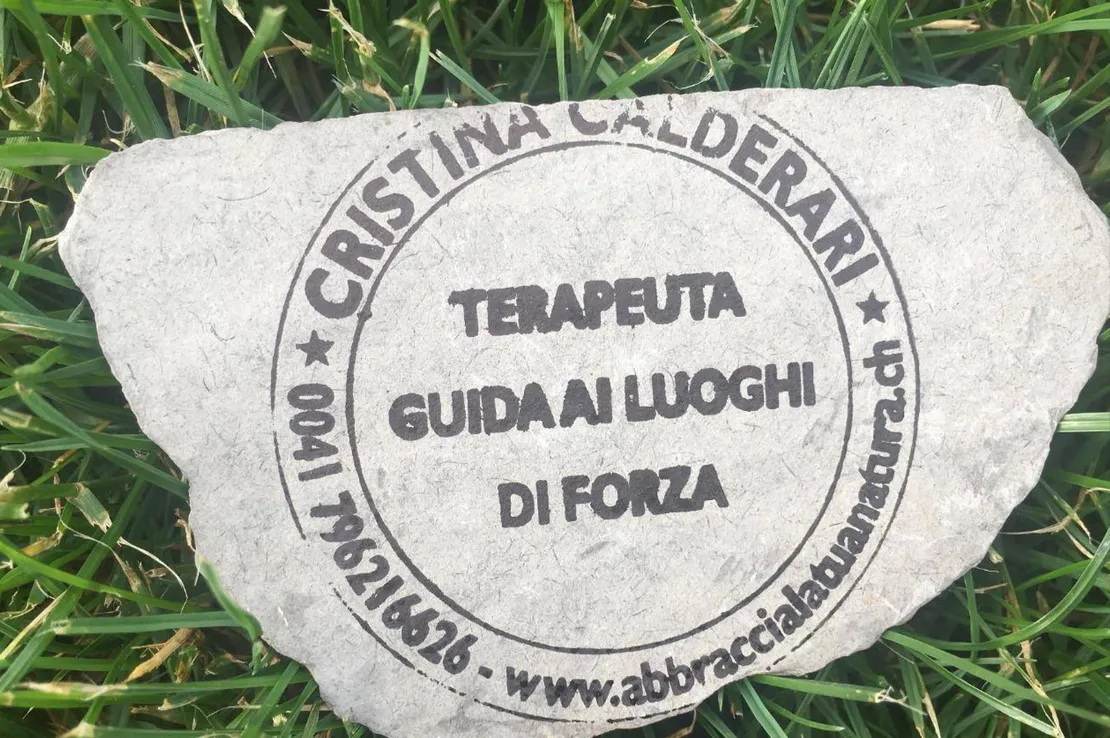 ★ CRISTINA CALDERARI ★
TERAPEUTA
GUIDA AI LUOGHI
DI FORZA
0041 796216626 - www.abbraccialatuanatura.ch